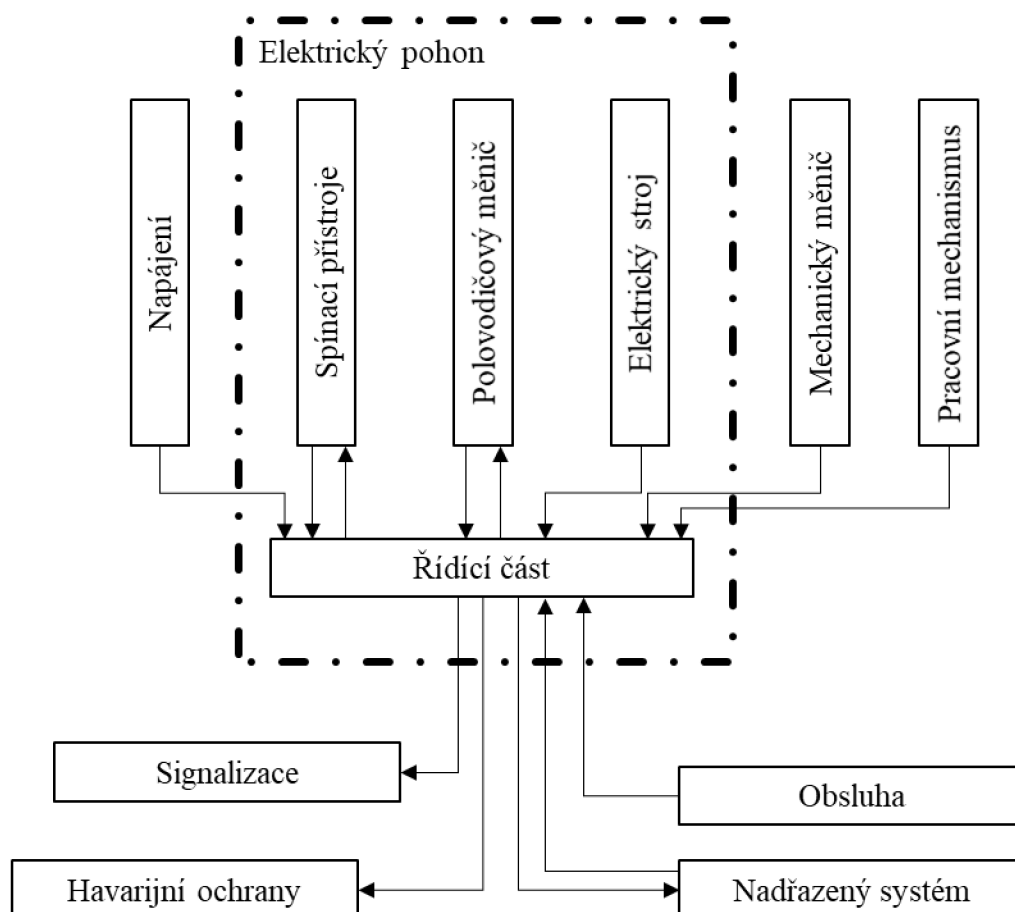 Elektrický pohon
Napájení
Spínací přístroje
Polovodičový měnič
Elektrický stroj
Mechanický měnič
Pracovní mechanismus
Řídící část
Signalizace
Obsluha
Havarijní ochrany
Nadřazený systém